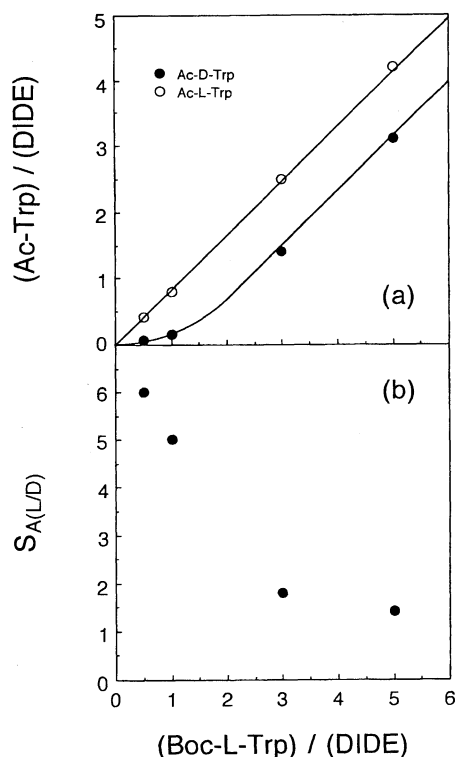 (Ac-Trp) / (DIDE)
5
4
3
2
1
0
Ac-D-Trp
Ac-L-Trp
(a)
S_A(L/D)
6
5
4
3
2
1
0
(b)
0 1 2 3 4 5 6
(Boc-L-Trp) / (DIDE)